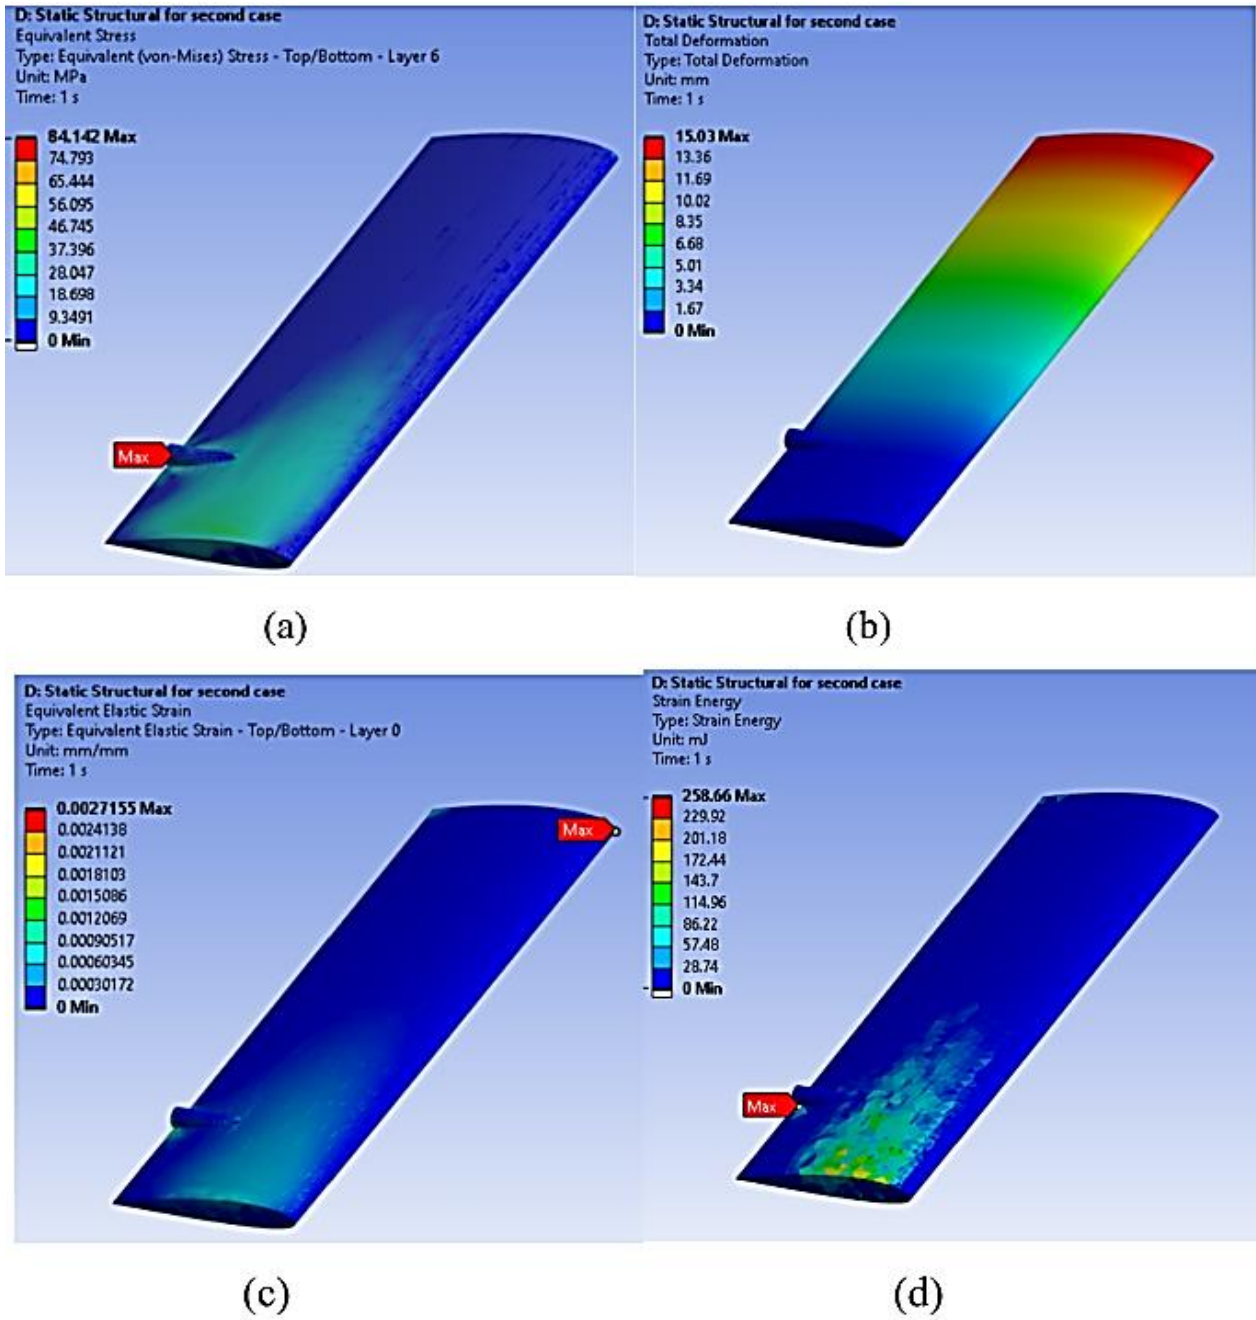 D: Static Structural for second case
Equivalent Stress
Type: Equivalent (von-Mises) Stress - Top/Bottom - Layer 6
Unit: MPa
Time: 1 s
84.142 Max
74.793
65.444
56.095
46.745
37.396
28.047
18.698
9.3491
0 Min
Max
(a)
D: Static Structural for second case
Total Deformation
Type: Total Deformation
Unit: mm
Time: 1 s
15.03 Max
13.36
11.69
10.02
8.35
6.68
5.01
3.34
1.67
0 Min
(b)
D: Static Structural for second case
Equivalent Elastic Strain
Type: Equivalent Elastic Strain - Top/Bottom - Layer 0
Unit: mm/mm
Time: 1 s
0.0027155 Max
0.0024138
0.0021121
0.0018103
0.0015086
0.0012069
0.00090517
0.00060345
0.00030172
0 Min
Max
(c)
D: Static Structural for second case
Strain Energy
Type: Strain Energy
Unit: mJ
Time: 1 s
258.66 Max
229.92
201.18
172.44
143.7
114.96
86.22
57.48
28.74
0 Min
Max
(d)